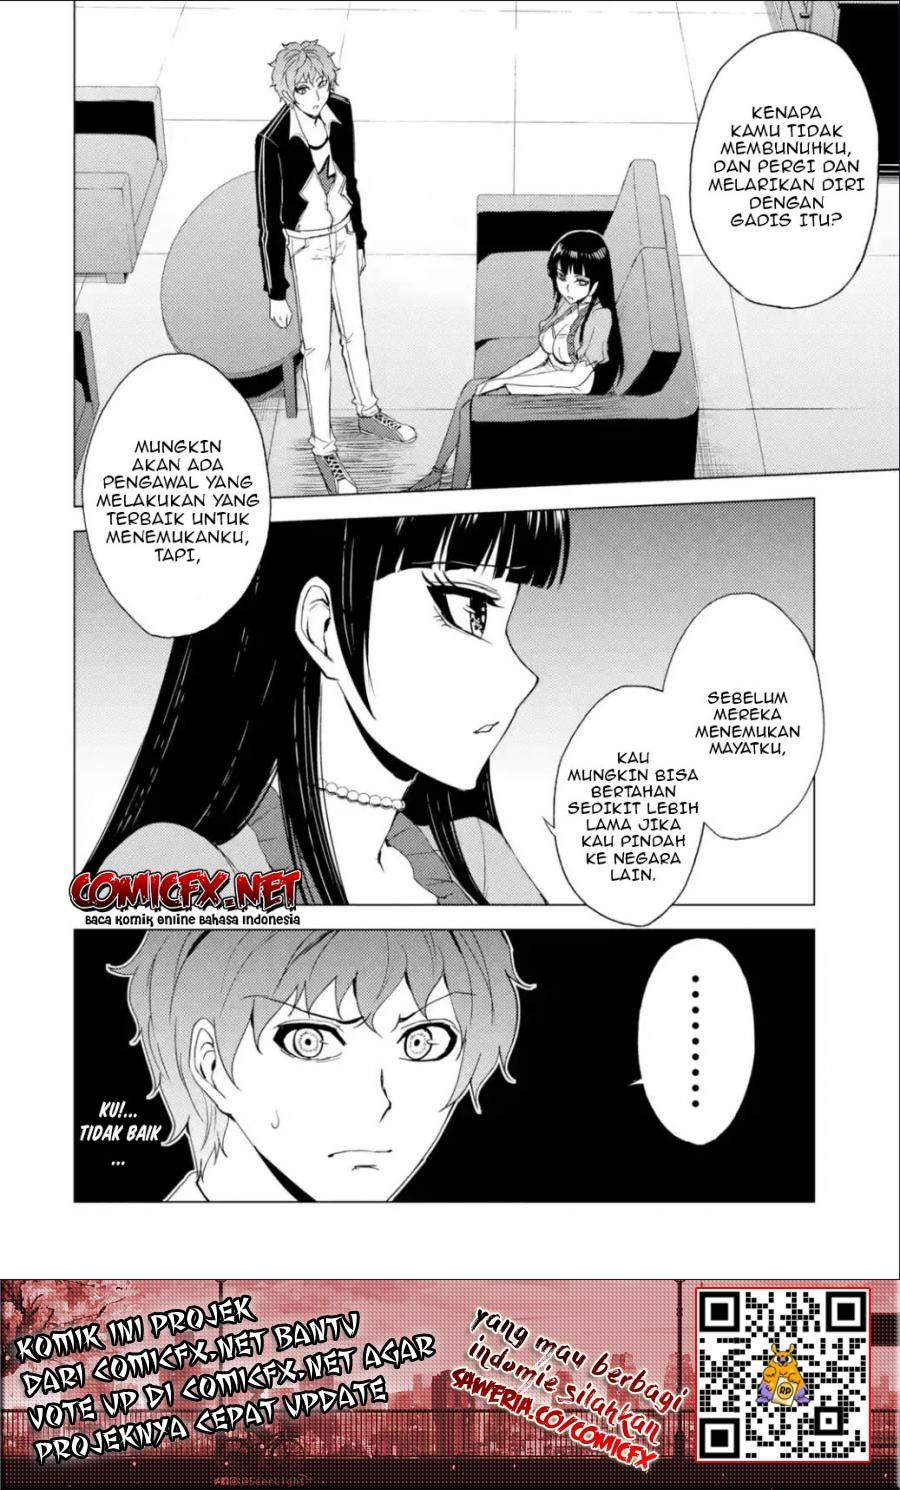 KENAPA
KAMU TIDAK
MEMBUNUHKU,
DAN PERGI DAN
MELARIKAN DIRI
DENGAN
GADIS ITU?
MUNGKIN
AKAN ADA
PENGAWAL YANG
MELAKUKAN YANG
TERBAIK UNTUK
MENEMUKANKU,
TAPI,
SEBELUM
MEREKA
MENEMUKAN
MAYATKU,
KAU
MUNGKIN BISA
BERTAHAN
SEDIKIT LEBIH
LAMA JIKA
KAU PINDAH
KE NEGARA
LAIN.
COMICFX.NET
BACA KOMIK ONLINE BAHASA INDONESIA
KU!...
TIDAK BAIK
...
KOMIK INI PROJEK
DARI COMICFX.NET BANTU
VOTE UP DI COMICFX.NET AGAR
PROJEKNYA CEPAT UPDATE
yang mau berbagi
indomie silahkan
SAWERIA.CO/COMICFX
RP